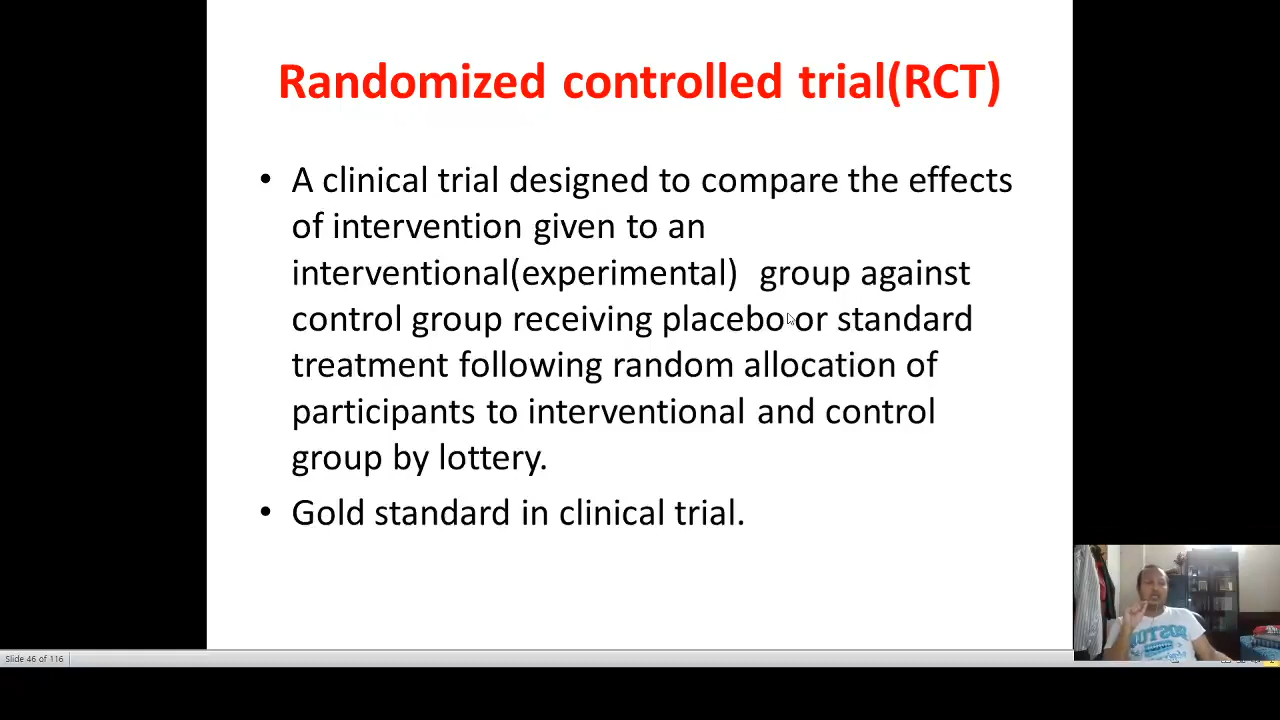 Randomized controlled trial(RCT)
• A clinical trial designed to compare the effects
of intervention given to an
interventional(experimental) group against
control group receiving placebo or standard
treatment following random allocation of
participants to interventional and control
group by lottery.
• Gold standard in clinical trial.
Slide 46 of 116